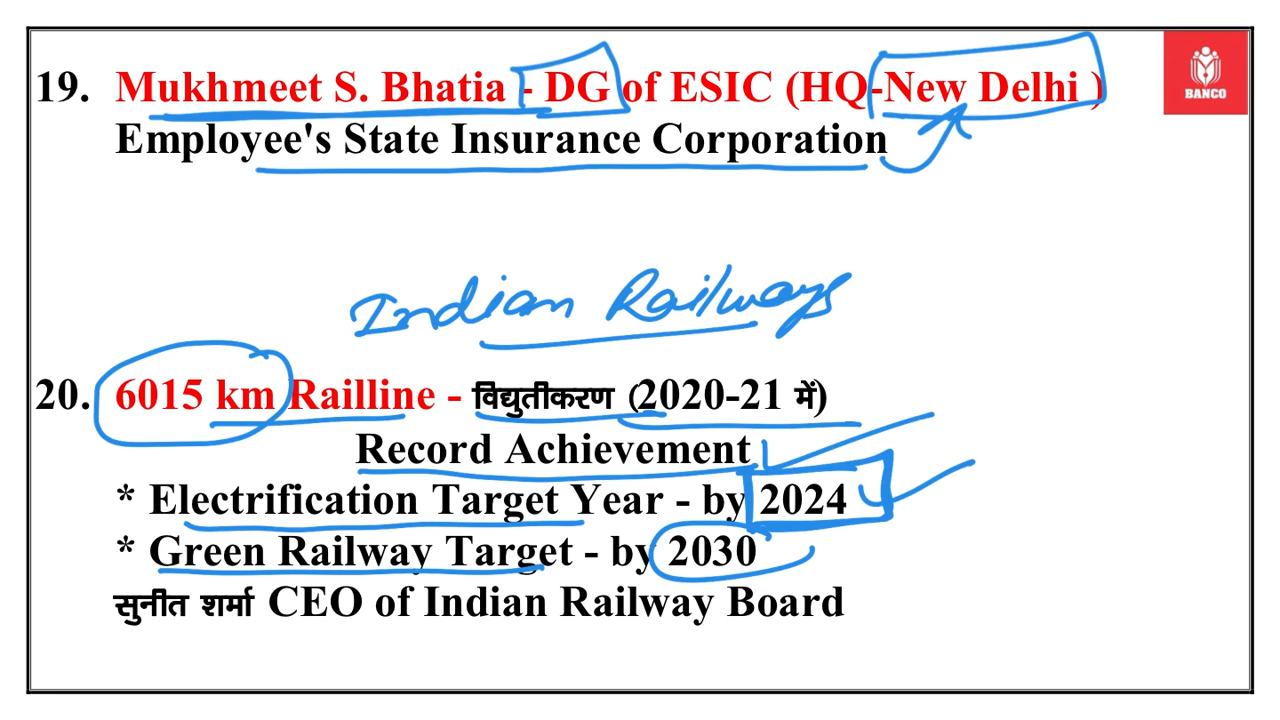 19. Mukhmeet S. Bhatia - DG of ESIC (HQ-New Delhi )
BANCO
Employee's State Insurance Corporation
Indian Railways
20. 6015 km Railline - विद्युतीकरण (2020-21 में)
Record Achievement
* Electrification Target Year - by 2024
* Green Railway Target - by 2030
सुनीत शर्मा CEO of Indian Railway Board